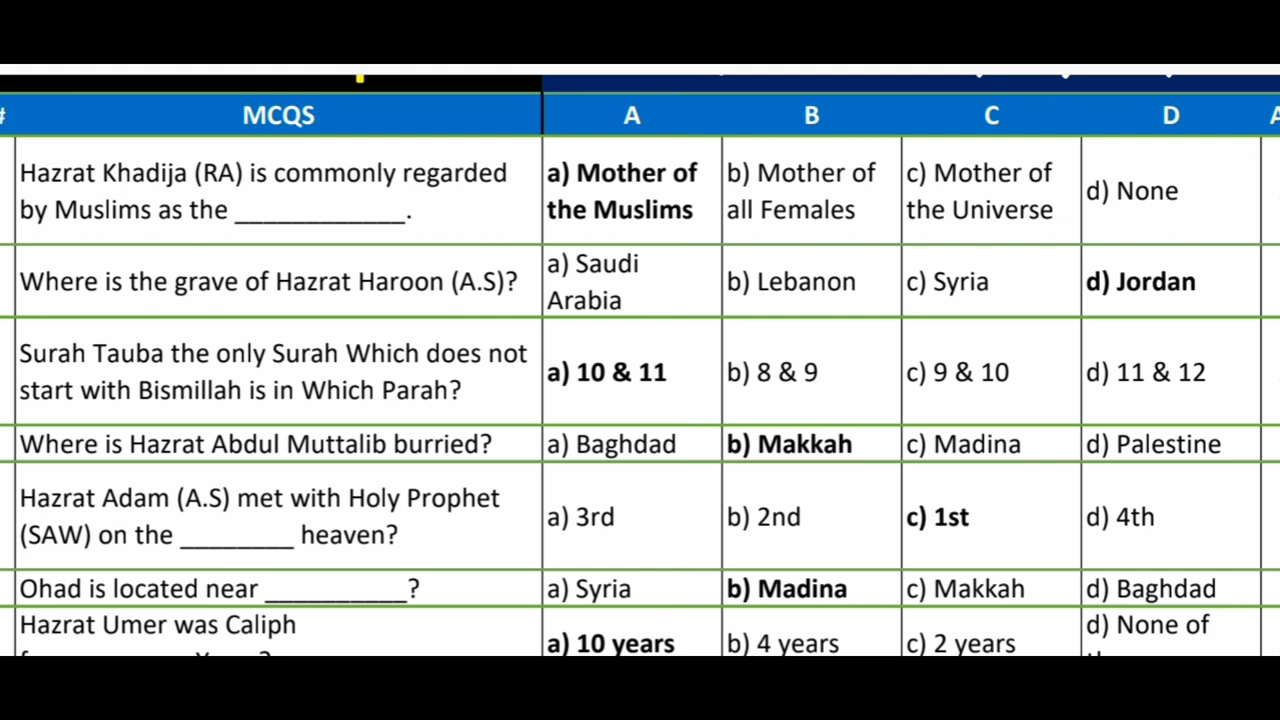 # MCQS A B C D
Hazrat Khadija (RA) is commonly regarded
by Muslims as the ____________.
a) Mother of
the Muslims
b) Mother of
all Females
c) Mother of
the Universe
d) None
Where is the grave of Hazrat Haroon (A.S)?
a) Saudi
Arabia
b) Lebanon
c) Syria
d) Jordan
Surah Tauba the only Surah Which does not
start with Bismillah is in Which Parah?
a) 10 & 11
b) 8 & 9
c) 9 & 10
d) 11 & 12
Where is Hazrat Abdul Muttalib burried?
a) Baghdad
b) Makkah
c) Madina
d) Palestine
Hazrat Adam (A.S) met with Holy Prophet
(SAW) on the ________ heaven?
a) 3rd
b) 2nd
c) 1st
d) 4th
Ohad is located near __________?
a) Syria
b) Madina
c) Makkah
d) Baghdad
Hazrat Umer was Caliph
a) 10 years
b) 4 years
c) 2 years
d) None of